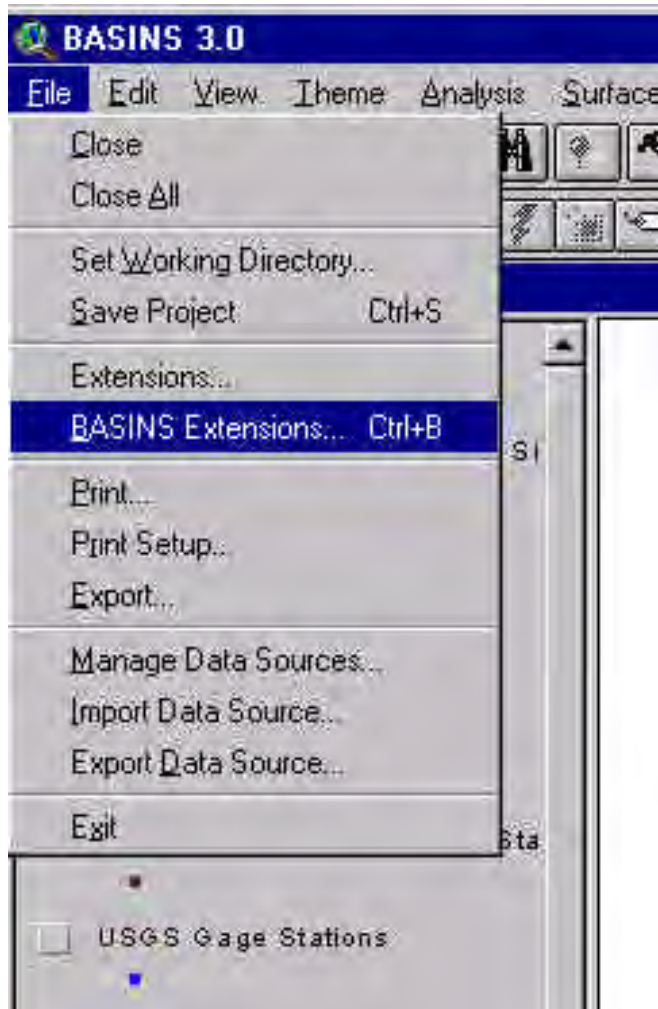 BASINS 3.0
File Edit View Theme Analysis Surface
Close
Close All
Set Working Directory...
Save Project Ctrl+S
Extensions...
BASINS Extensions... Ctrl+B
Print...
Print Setup...
Export...
Manage Data Sources...
Import Data Source...
Export Data Source...
Exit
USGS Gage Stations